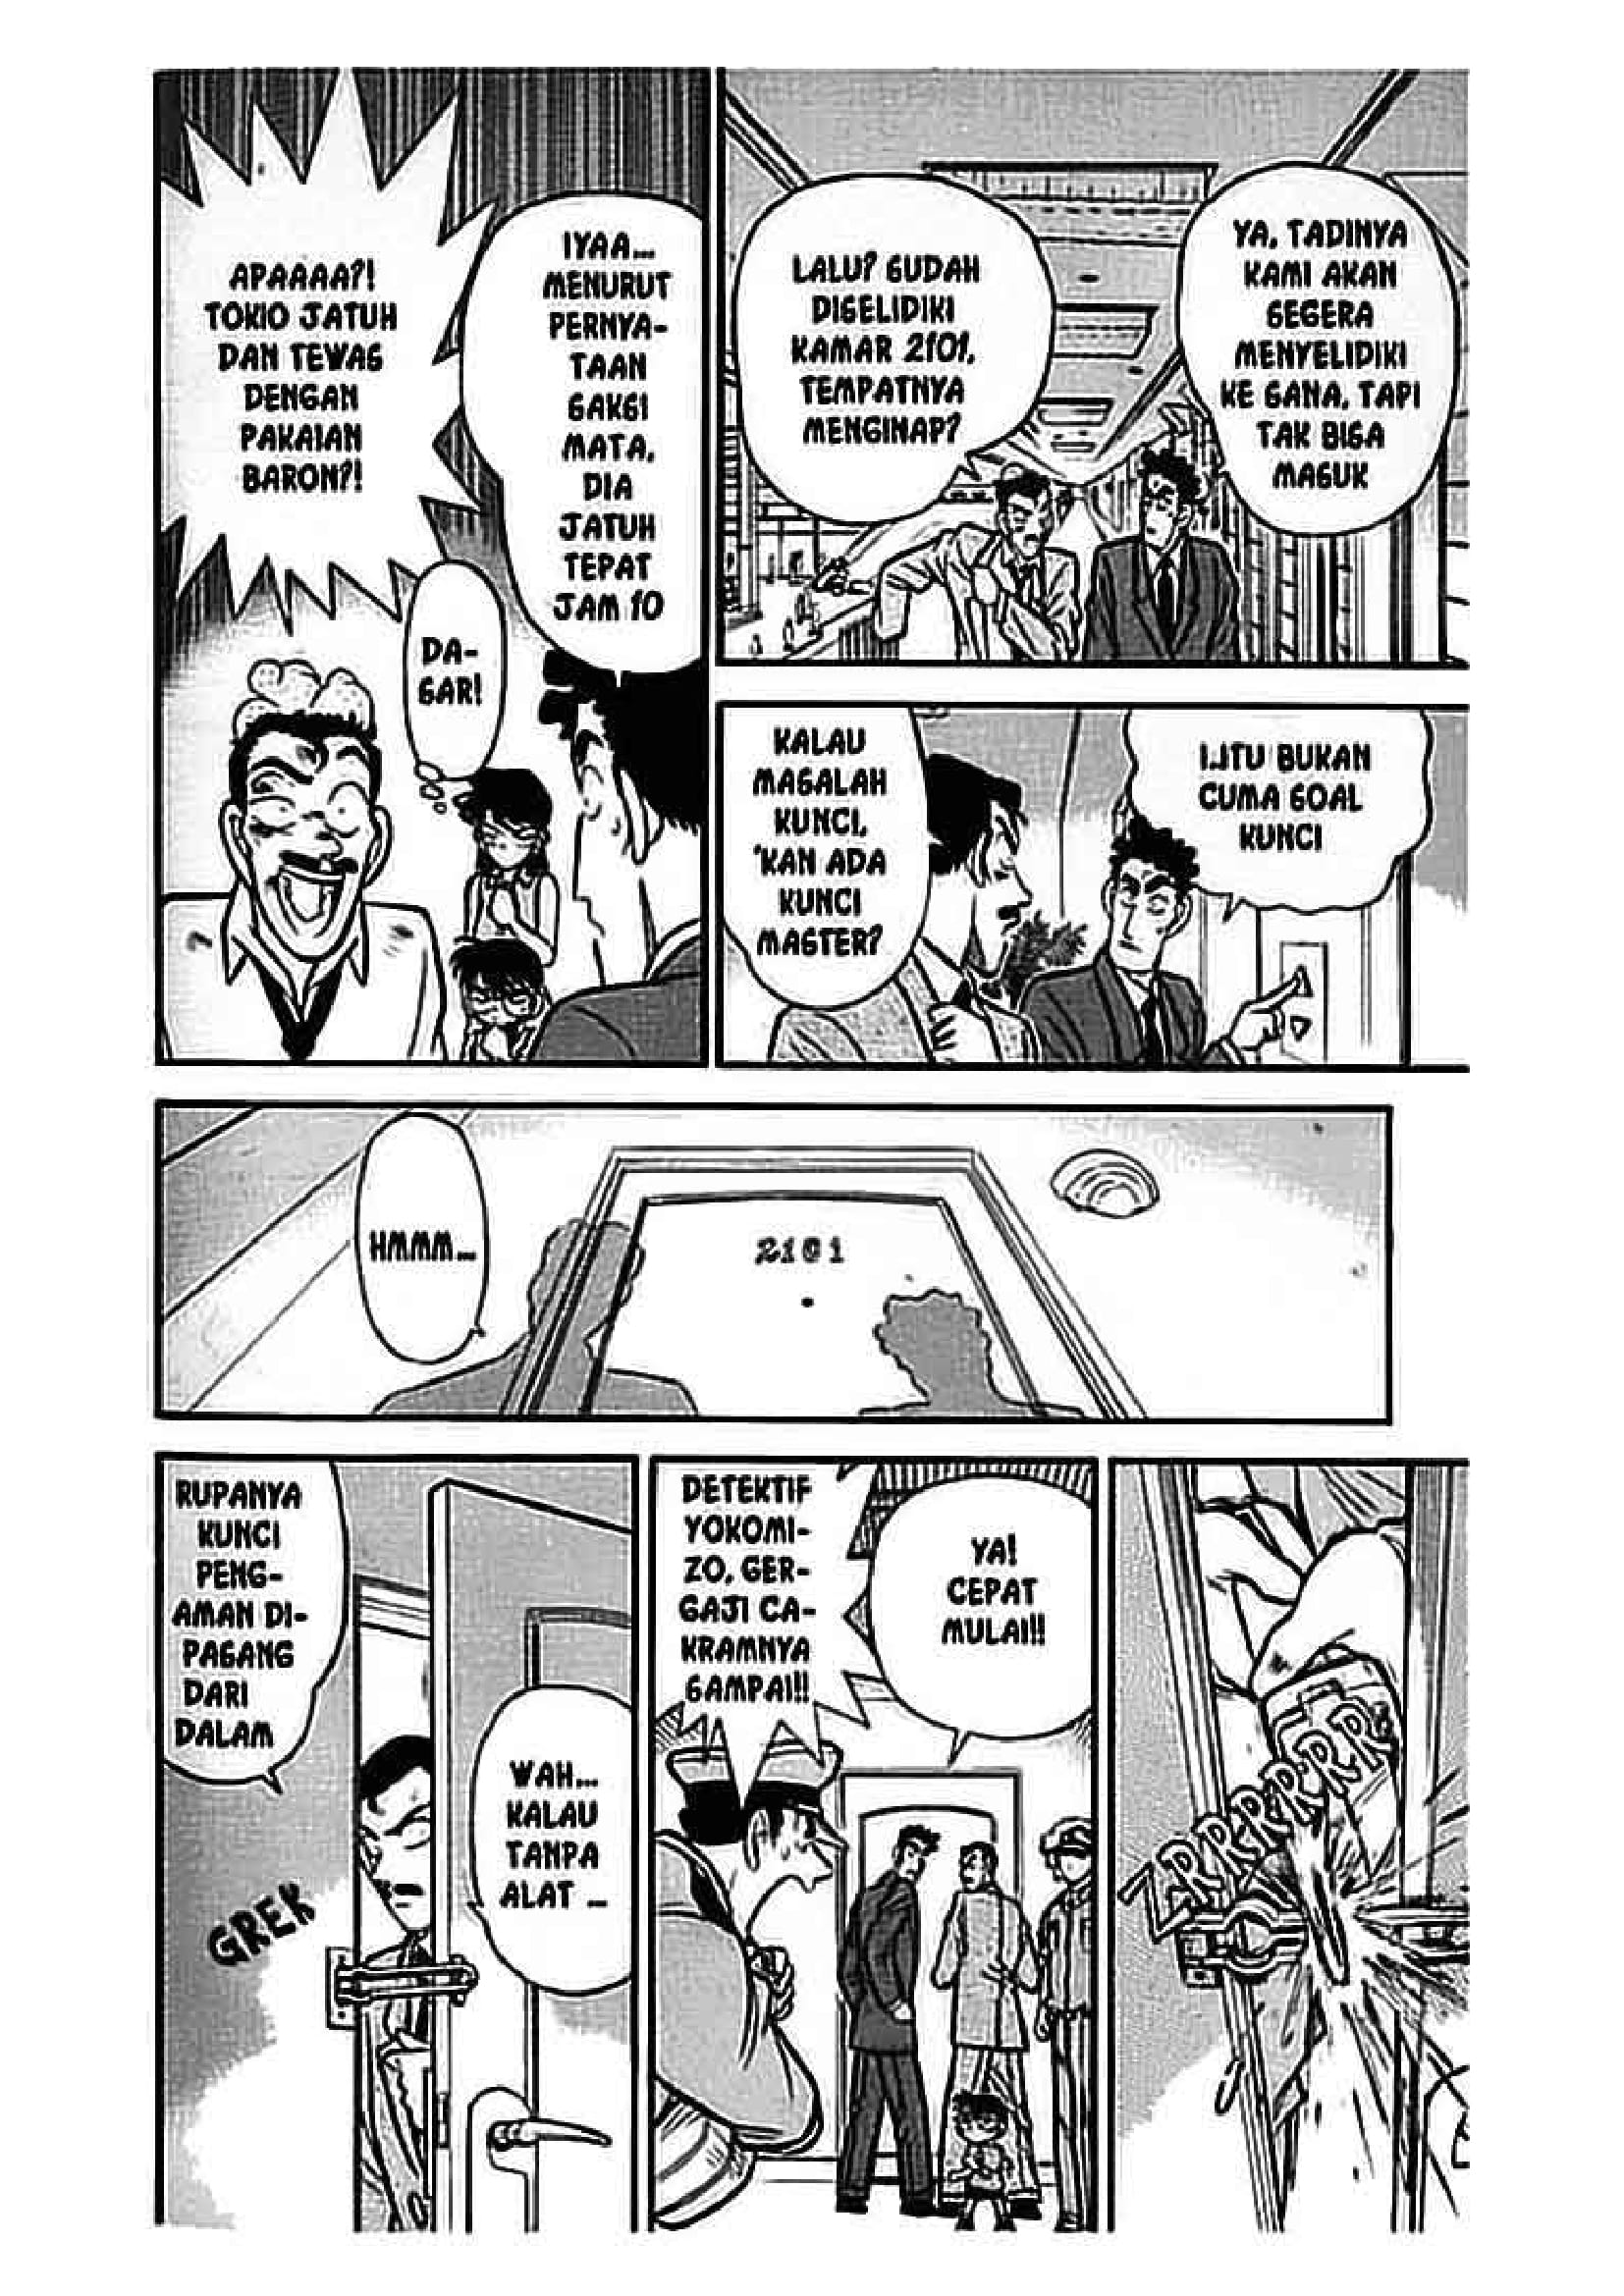 APAAAA?!
TOKIO JATUH
DAN TEWAS
DENGAN
PAKAIAN
BARON?!
IYAA...
MENURUT
PERNYA-
TAAN
SAKSI
MATA,
DIA
JATUH
TEPAT
JAM 10
DA-
SAR!
LALU? SUDAH
DISELIDIKI
KAMAR 2101,
TEMPATNYA
MENGINAP?
YA, TADINYA
KAMI AKAN
SEGERA
MENYELIDIKI
KE SANA, TAPI
TAK BISA
MASUK
KALAU
MASALAH
KUNCI,
'KAN ADA
KUNCI
MASTER?
I..ITU BUKAN
CUMA SOAL
KUNCI
HMMM...
2101
RUPANYA
KUNCI
PENG-
AMAN DI-
PASANG
DARI
DALAM
WAH...
KALAU
TANPA
ALAT ...
GREK
DETEKTIF
YOKOMI-
ZO, GER-
GAJI CA-
KRAMNYA
SAMPAI!!
YA!
CEPAT
MULAI!!
ZRRRRRRR